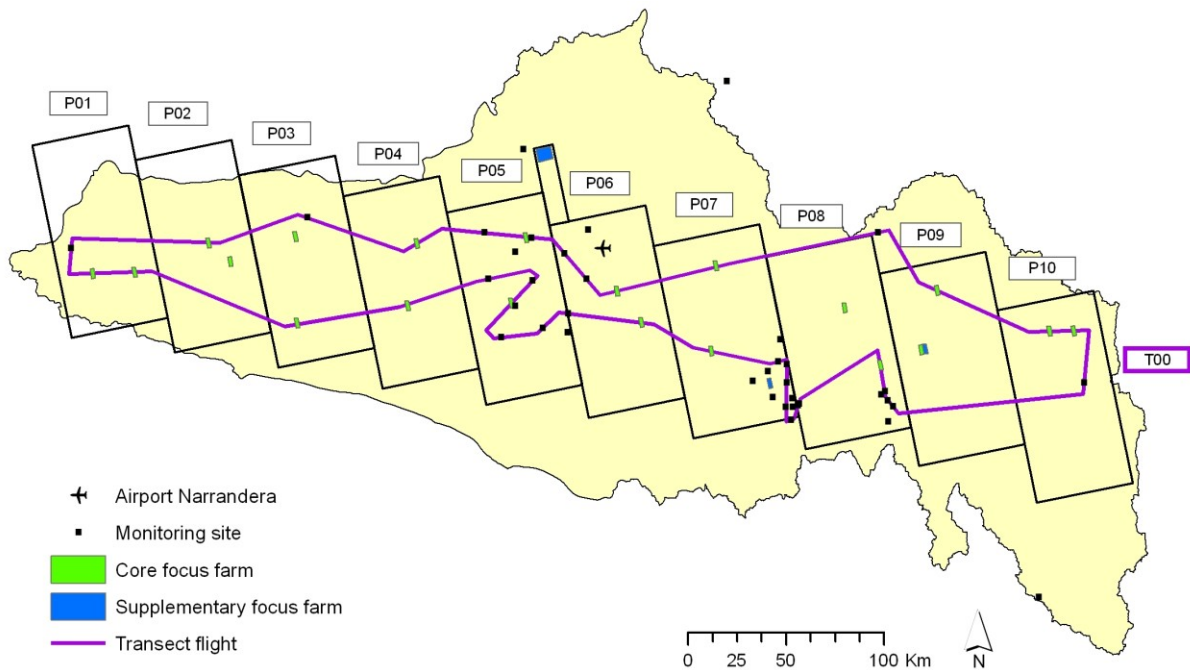 P01
P02
P03
P04
P05
P06
P07
P08
P09
P10
T00
Airport Narrandera
Monitoring site
Core focus farm
Supplementary focus farm
Transect flight
0 25 50 100 Km
N